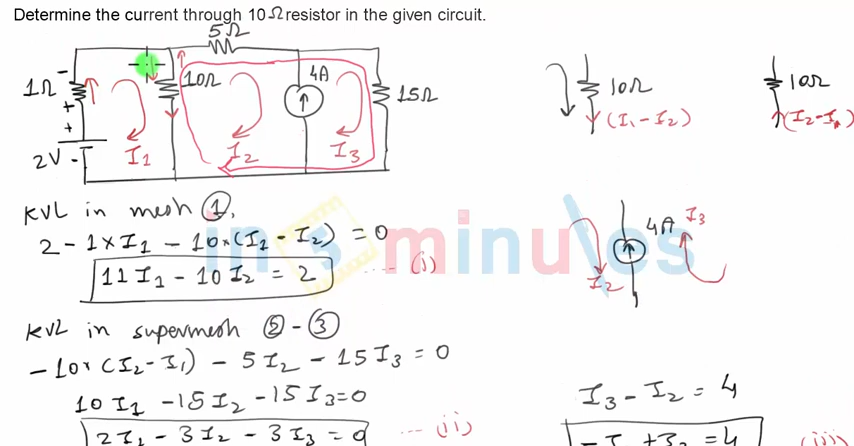 Determine the current through 10Ω resistor in the given circuit.
5Ω
1Ω
10Ω
4A
15Ω
2V
+
+
-
-
I₁
I₂
I₃
10Ω
(I₁ - I₂)
10Ω
KVL in mesh ①,
2 - 1 × I₁ - 10 × (I₁ - I₂) = 0
11 I₁ - 10 I₂ = 2 ---- (i)
4A
I₃
I₂
in 3 minutes
KVL in supermesh ② - ③
- 10 × (I₂ - I₁) - 5 I₂ - 15 I₃ = 0
10 I₁ - 15 I₂ - 15 I₃ = 0
2 I₁ - 3 I₂ - 3 I₃ = 0 ---- (ii)
I₃ - I₂ = 4